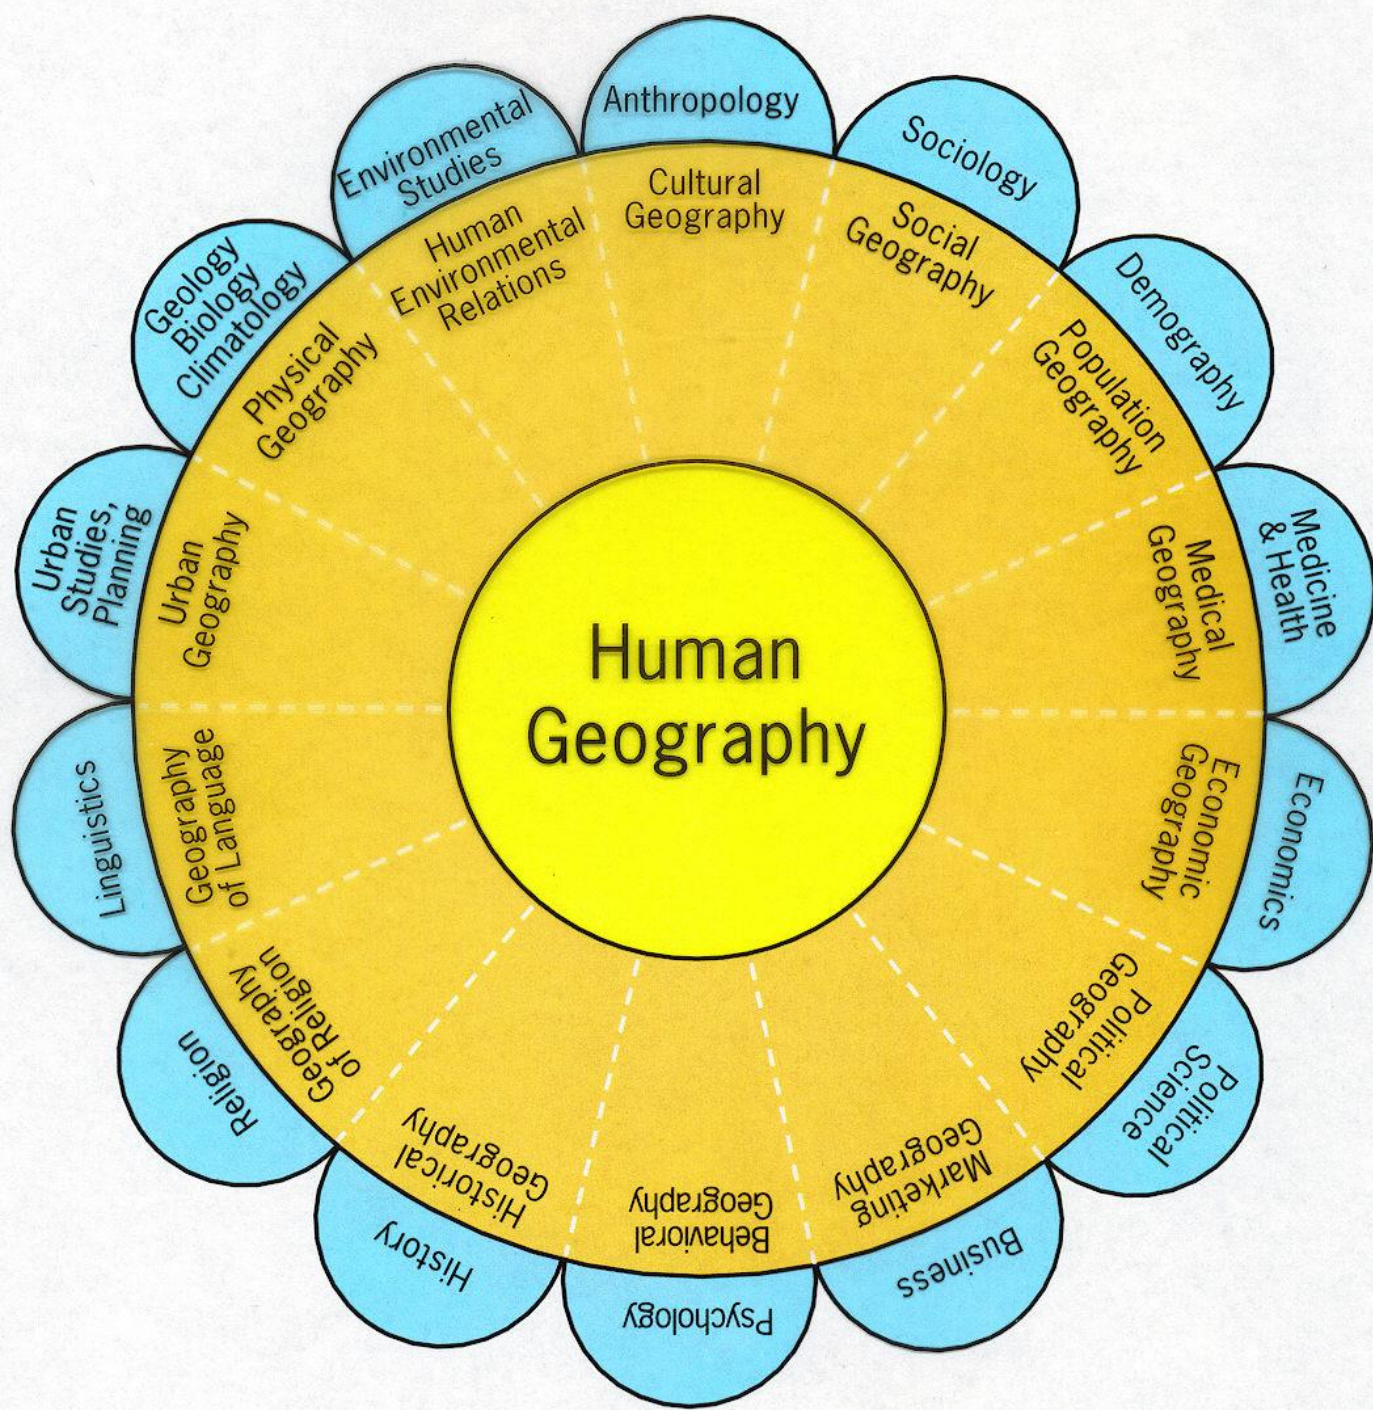 Anthropology
Sociology
Demography
Medicine
& Health
Economics
Political
Science
Business
Psychology
History
Religion
Linguistics
Urban
Studies,
Planning
Geology
Biology
Climatology
Environmental
Studies
Cultural
Geography
Social
Geography
Population
Geography
Medical
Geography
Economic
Geography
Political
Geography
Marketing
Geography
Behavioral
Geography
Historical
Geography
Geography
of Religion
Geography
of Language
Urban
Geography
Physical
Geography
Human
Environmental
Relations
Human
Geography